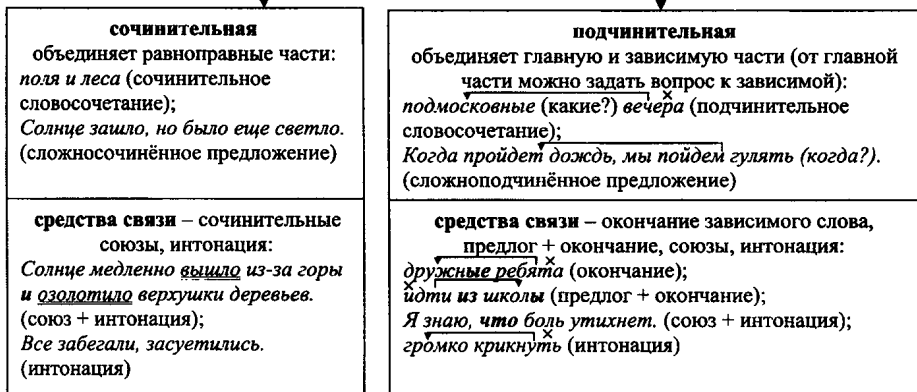 сочинительная
объединяет равноправные части:
поля и леса (сочинительное
словосочетание);
Солнце зашло, но было еще светло.
(сложносочинённое предложение)
средства связи – сочинительные
союзы, интонация:
Солнце медленно вышло из-за горы
и озолотило верхушки деревьев.
(союз + интонация);
Все забегали, засуетились.
(интонация)
подчинительная
объединяет главную и зависимую части (от главной
части можно задать вопрос к зависимой):
подмосковные (какие?) вечера (подчинительное
словосочетание);
Когда пройдет дождь, мы пойдем гулять (когда?).
(сложноподчинённое предложение)
средства связи – окончание зависимого слова,
предлог + окончание, союзы, интонация:
дружные ребята (окончание);
идти из школы (предлог + окончание);
Я знаю, что боль утихнет. (союз + интонация);
громко крикнуть (интонация)